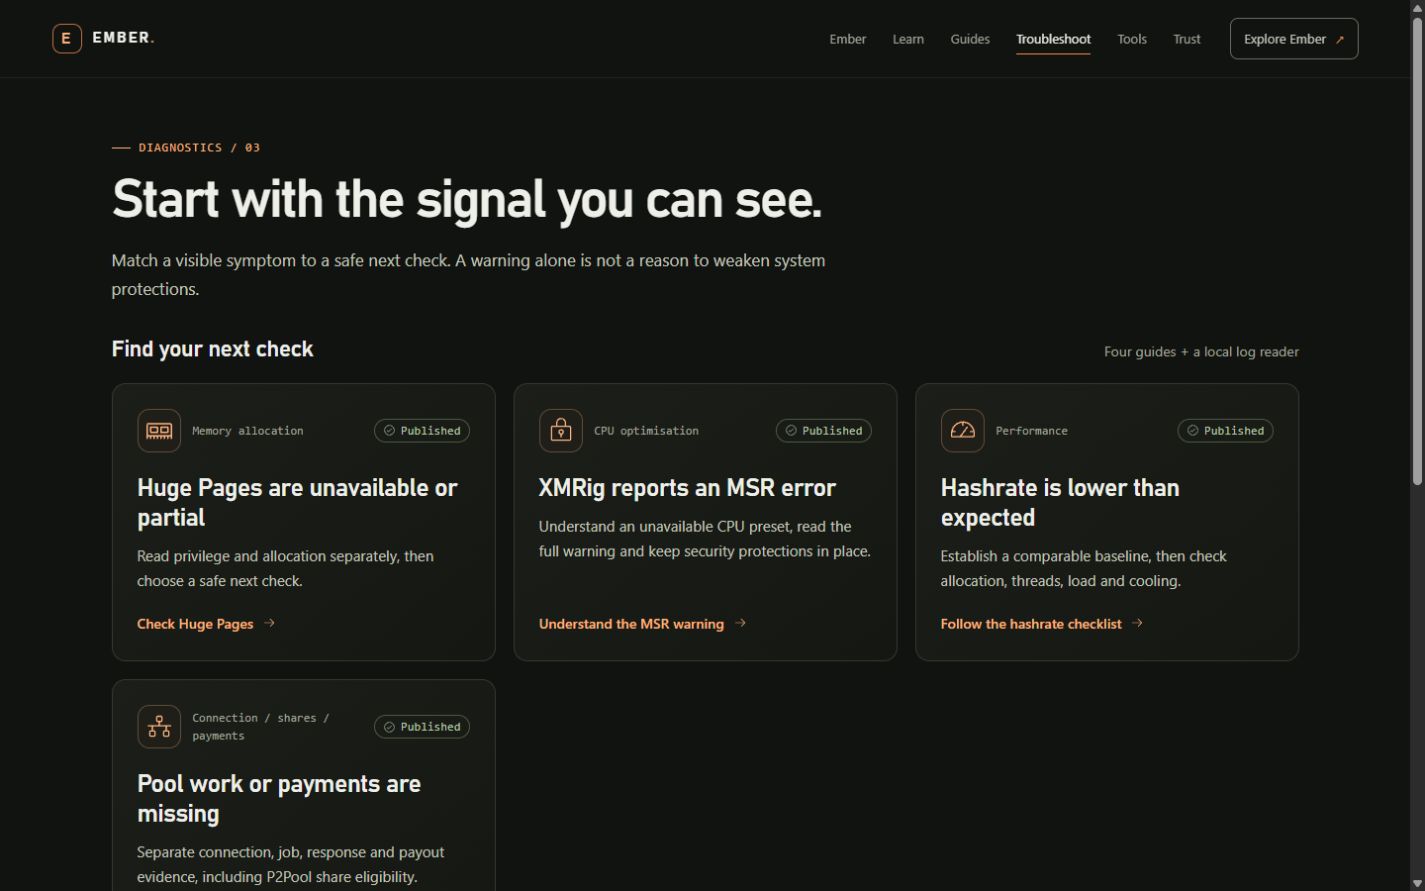 E EMBER.
Ember Learn Guides Troubleshoot Tools Trust Explore Ember ↗
DIAGNOSTICS / 03
Start with the signal you can see.
Match a visible symptom to a safe next check. A warning alone is not a reason to weaken system
protections.
Find your next check
Four guides + a local log reader
Memory allocation
Published
Huge Pages are unavailable or
partial
Read privilege and allocation separately, then
choose a safe next check.
Check Huge Pages →
CPU optimisation
Published
XMRig reports an MSR error
Understand an unavailable CPU preset, read the
full warning and keep security protections in place.
Understand the MSR warning →
Performance
Published
Hashrate is lower than
expected
Establish a comparable baseline, then check
allocation, threads, load and cooling.
Follow the hashrate checklist →
Connection / shares /
payments
Published
Pool work or payments are
missing
Separate connection, job, response and payout
evidence, including P2Pool share eligibility.